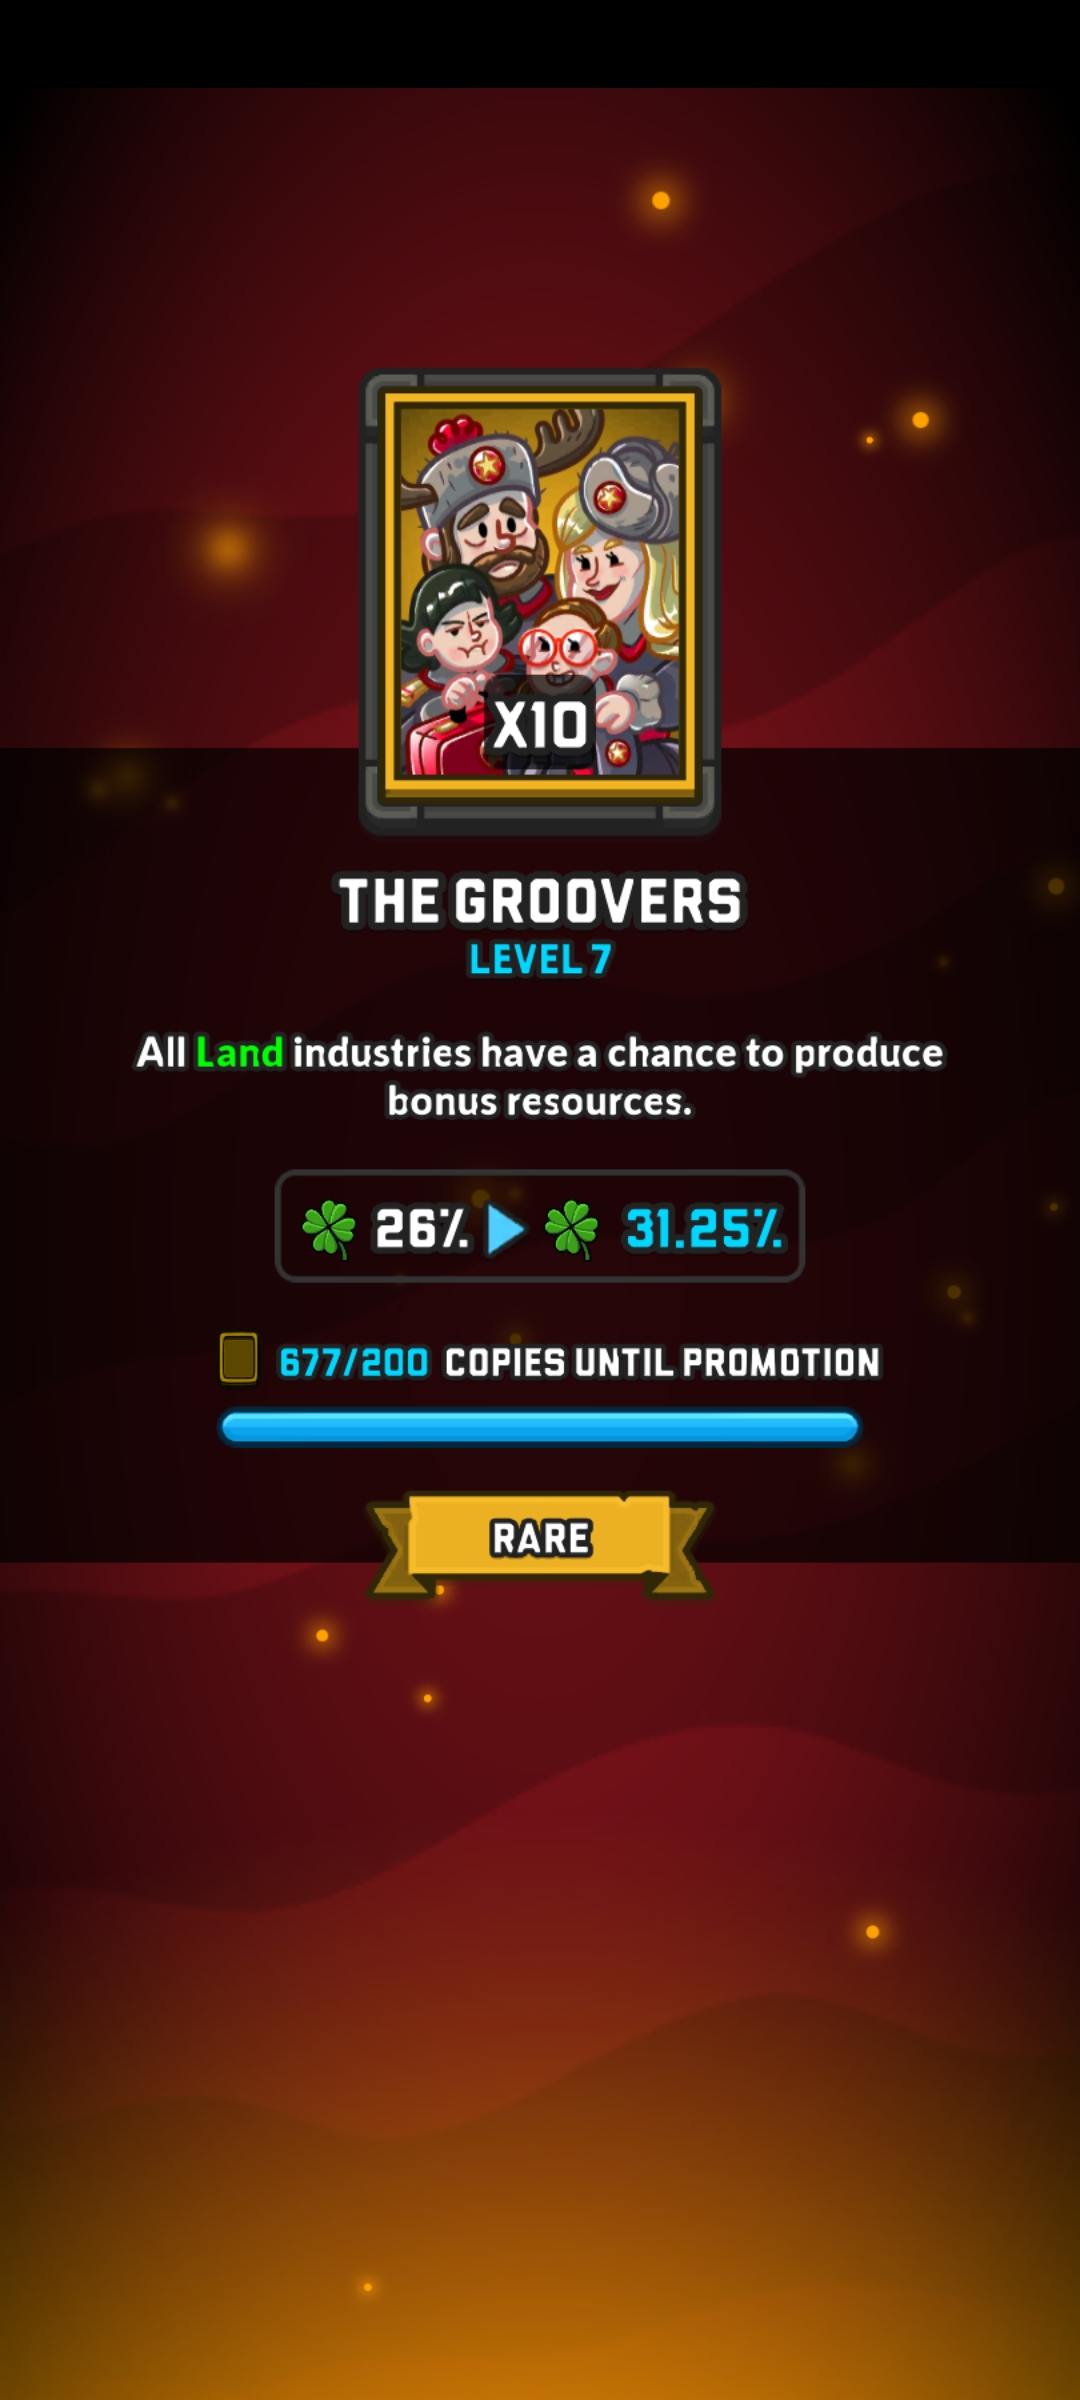 X10
THE GROOVERS
LEVEL 7
All Land industries have a chance to produce
bonus resources.
26% 31.25%
677/200 COPIES UNTIL PROMOTION
RARE